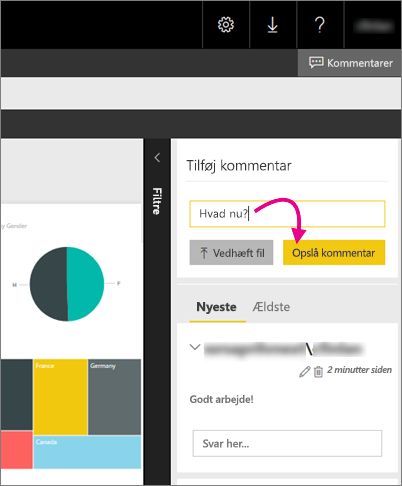 ?
Kommentarer
Tilføj kommentar
Filtre
Hvad nu?
Vedhæft fil
Opslå kommentar
y Gender
M
F
Nyeste
Ældste
\
2 minutter siden
France
Germany
Godt arbejde!
Canada
Svar her...